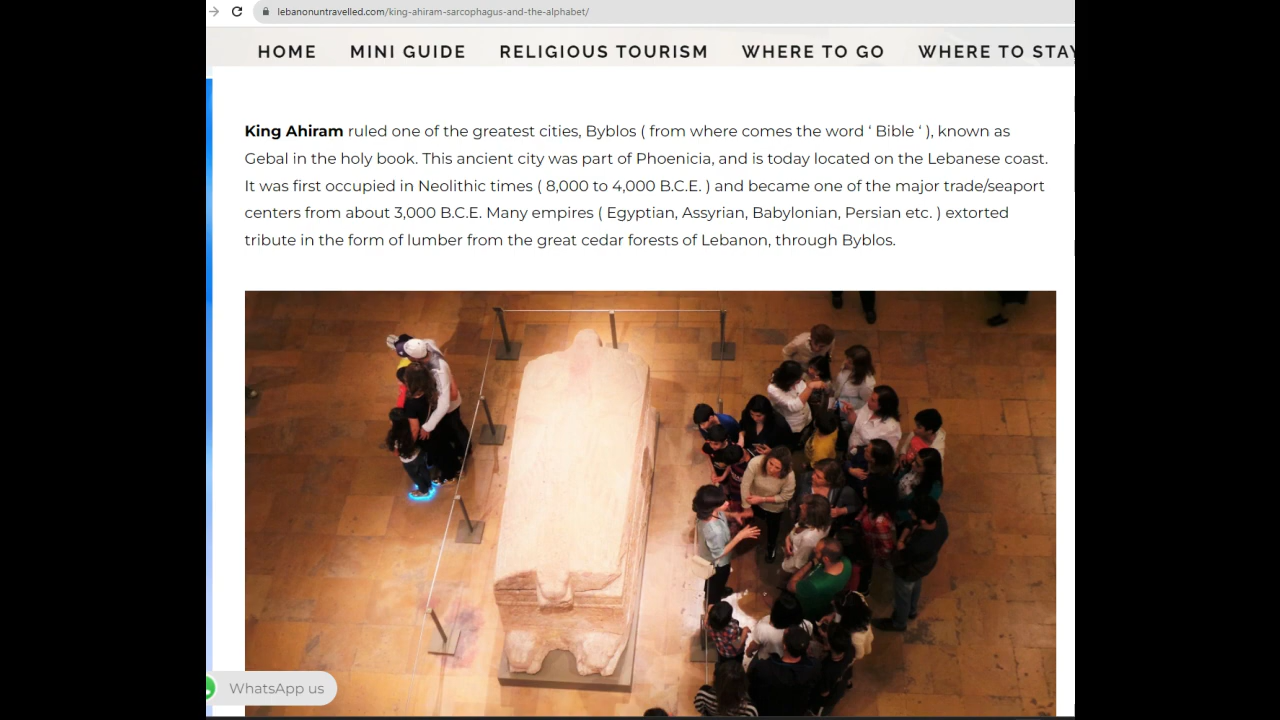 lebanonuntravelled.com/king-ahiram-sarcophagus-and-the-alphabet/
HOME MINI GUIDE RELIGIOUS TOURISM WHERE TO GO WHERE TO STAY
King Ahiram ruled one of the greatest cities, Byblos ( from where comes the word ‘ Bible ‘ ), known as
Gebal in the holy book. This ancient city was part of Phoenicia, and is today located on the Lebanese coast.
It was first occupied in Neolithic times ( 8,000 to 4,000 B.C.E. ) and became one of the major trade/seaport
centers from about 3,000 B.C.E. Many empires ( Egyptian, Assyrian, Babylonian, Persian etc. ) extorted
tribute in the form of lumber from the great cedar forests of Lebanon, through Byblos.
WhatsApp us